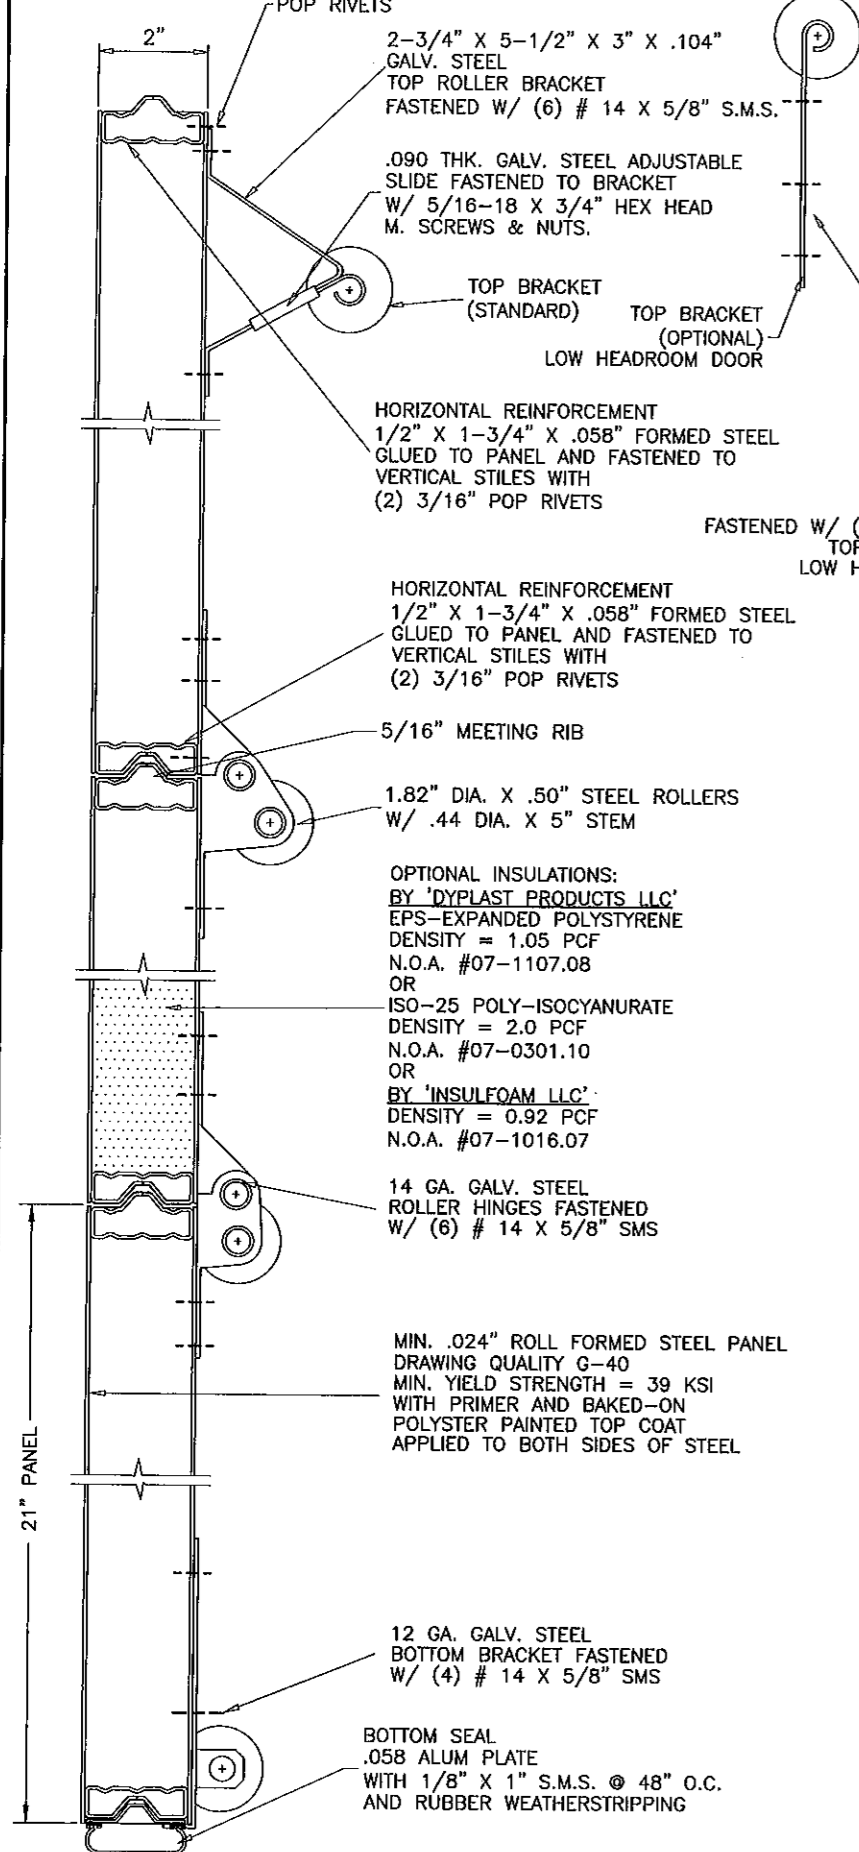 POP RIVETS
2"
2-3/4" X 5-1/2" X 3" X .104"
GALV. STEEL
TOP ROLLER BRACKET
FASTENED W/ (6) # 14 X 5/8" S.M.S.
.090 THK. GALV. STEEL ADJUSTABLE
SLIDE FASTENED TO BRACKET
W/ 5/16-18 X 3/4" HEX HEAD
M. SCREWS & NUTS.
TOP BRACKET
(STANDARD)
TOP BRACKET
(OPTIONAL)
LOW HEADROOM DOOR
HORIZONTAL REINFORCEMENT
1/2" X 1-3/4" X .058" FORMED STEEL
GLUED TO PANEL AND FASTENED TO
VERTICAL STILES WITH
(2) 3/16" POP RIVETS
FASTENED W/ (
TOP
LOW H
HORIZONTAL REINFORCEMENT
1/2" X 1-3/4" X .058" FORMED STEEL
GLUED TO PANEL AND FASTENED TO
VERTICAL STILES WITH
(2) 3/16" POP RIVETS
5/16" MEETING RIB
1.82" DIA. X .50" STEEL ROLLERS
W/ .44 DIA. X 5" STEM
OPTIONAL INSULATIONS:
BY 'DYPLAST PRODUCTS LLC'
EPS-EXPANDED POLYSTYRENE
DENSITY = 1.05 PCF
N.O.A. #07-1107.08
OR
ISO-25 POLY-ISOCYANURATE
DENSITY = 2.0 PCF
N.O.A. #07-0301.10
OR
BY 'INSULFOAM LLC'
DENSITY = 0.92 PCF
N.O.A. #07-1016.07
14 GA. GALV. STEEL
ROLLER HINGES FASTENED
W/ (6) # 14 X 5/8" SMS
MIN. .024" ROLL FORMED STEEL PANEL
DRAWING QUALITY G-40
MIN. YIELD STRENGTH = 39 KSI
WITH PRIMER AND BAKED-ON
POLYSTER PAINTED TOP COAT
APPLIED TO BOTH SIDES OF STEEL
21" PANEL
12 GA. GALV. STEEL
BOTTOM BRACKET FASTENED
W/ (4) # 14 X 5/8" SMS
BOTTOM SEAL
.058 ALUM PLATE
WITH 1/8" X 1" S.M.S. @ 48" O.C.
AND RUBBER WEATHERSTRIPPING